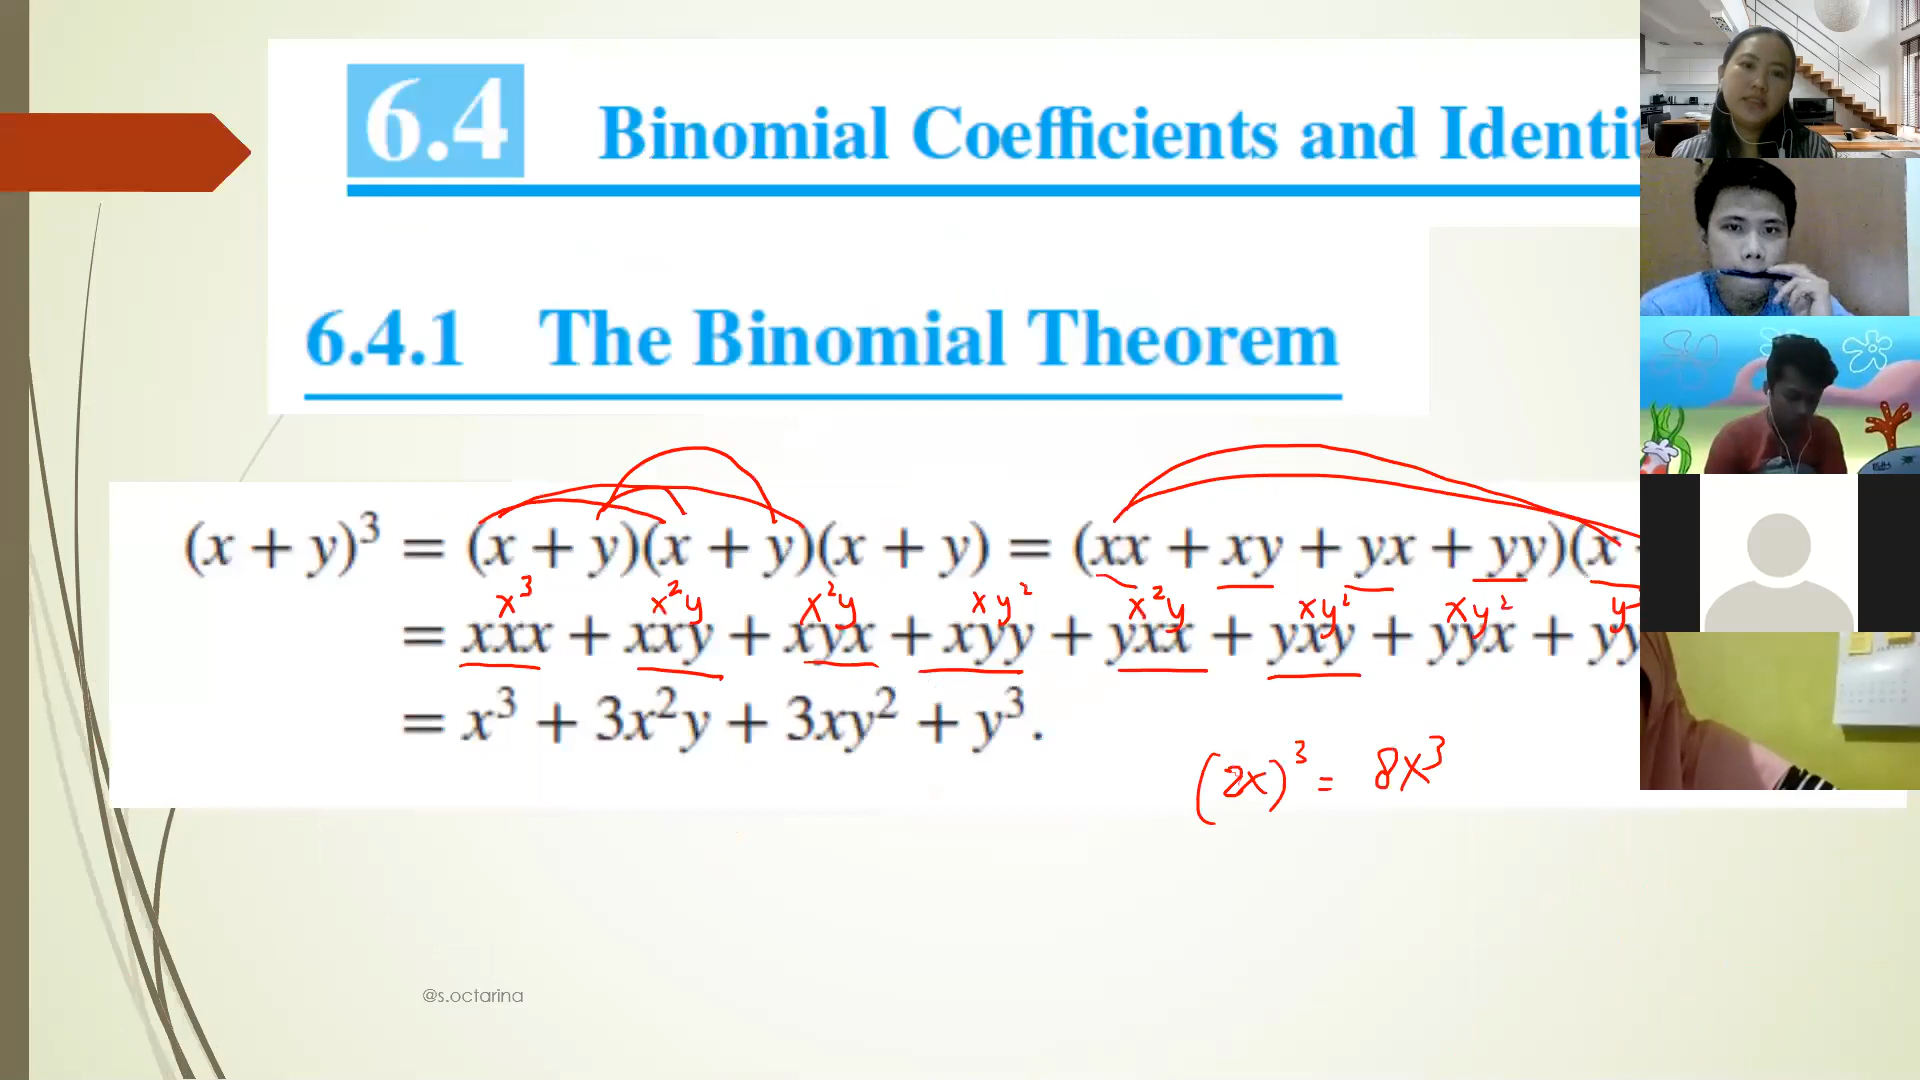 6.4 Binomial Coefficients and Identit
6.4.1 The Binomial Theorem
(x + y)³ = (x + y)(x + y)(x + y) = (xx + xy + yx + yy)(x
x³ x²y x²y xy² x²y xy² xy² y
= xxx + xxy + xyx + xyy + yxx + yxy + yyx + yy
= x³ + 3x²y + 3xy² + y³.
(2x)³ = 8x³
@s.octarina